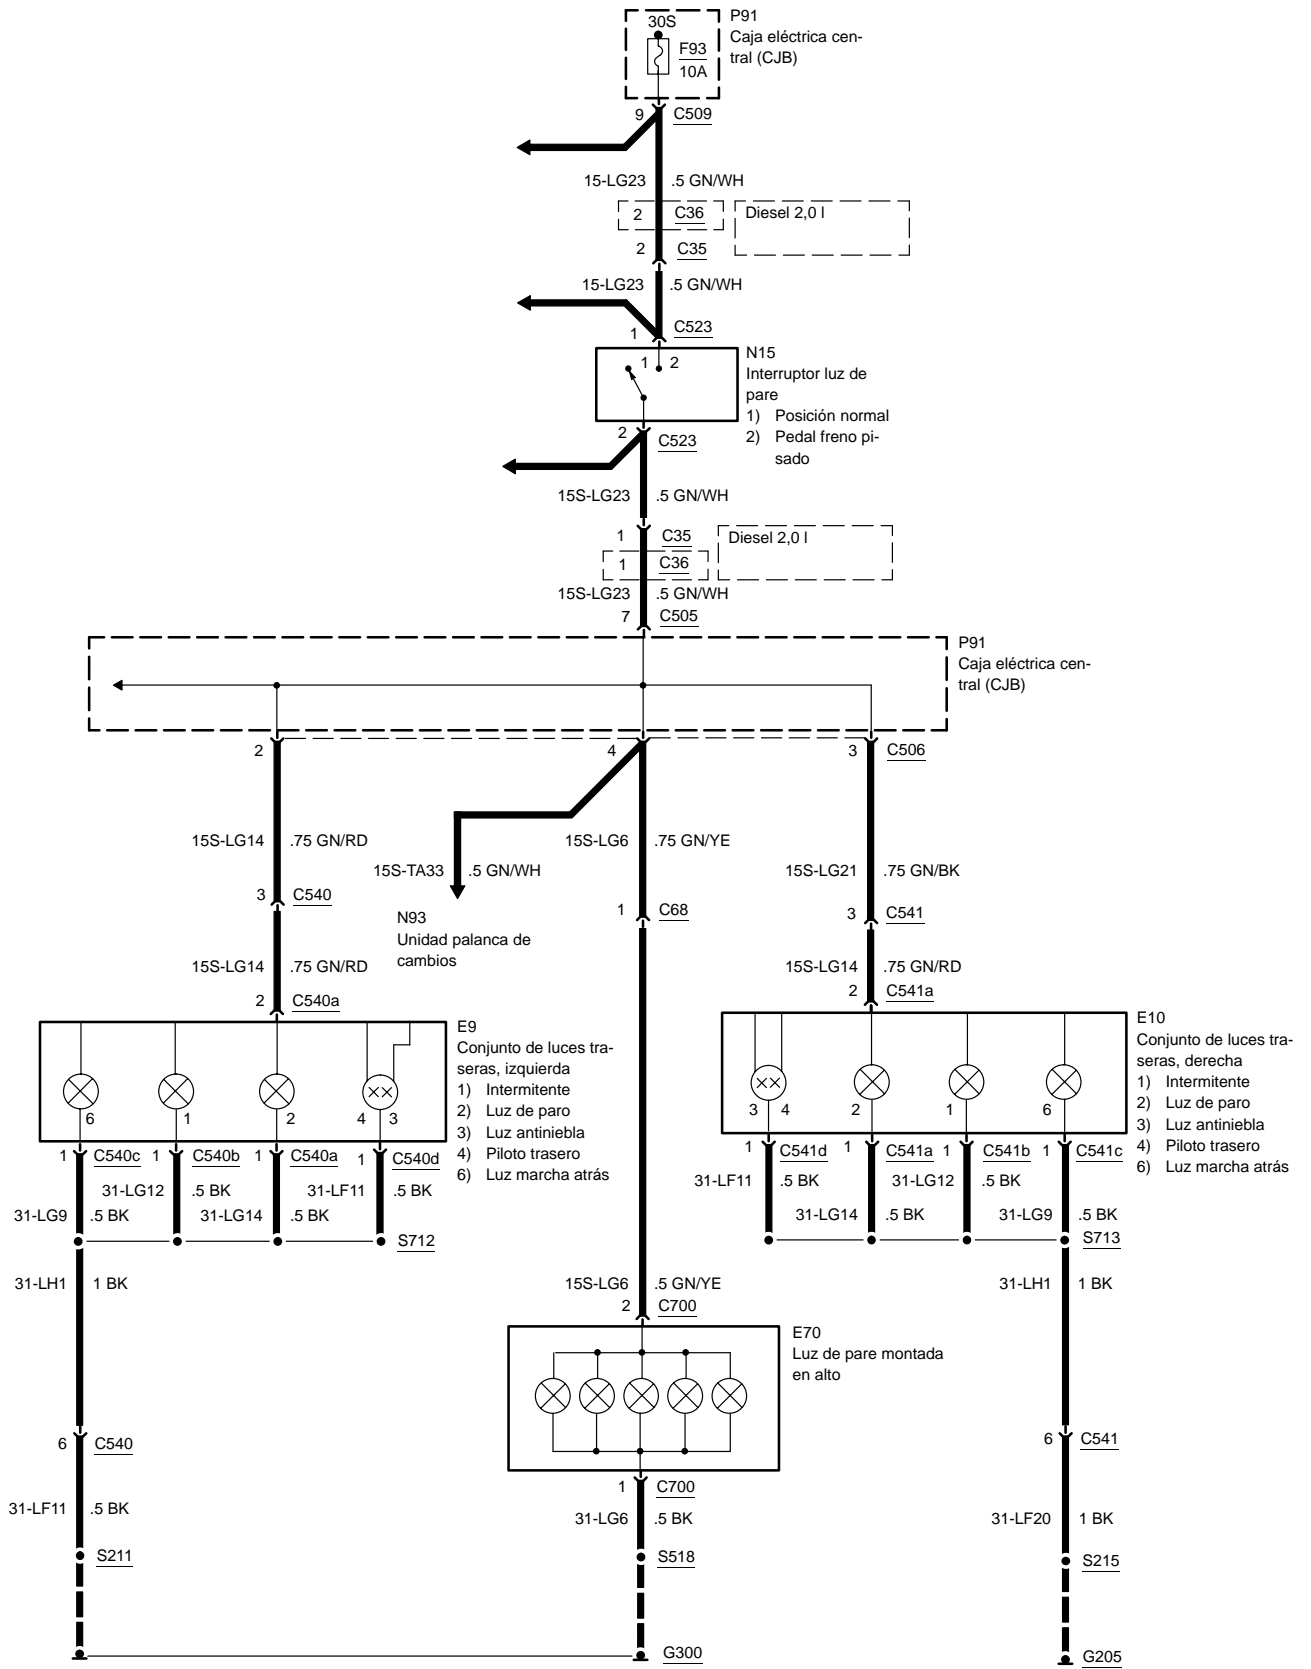 30S
F93
10A
P91
Caja eléctrica cen-
tral (CJB)
9
C509
15-LG23
.5 GN/WH
2
C36
Diesel 2,0 l
2
C35
15-LG23
.5 GN/WH
1
C523
1
2
N15
Interruptor luz de
pare
1) Posición normal
2) Pedal freno pi-
sado
2
C523
15S-LG23
.5 GN/WH
1
C35
Diesel 2,0 l
1
C36
15S-LG23
.5 GN/WH
7
C505
P91
Caja eléctrica cen-
tral (CJB)
2
4
3
C506
15S-LG14
.75 GN/RD
15S-LG6
.75 GN/YE
15S-TA33
.5 GN/WH
15S-LG21
.75 GN/BK
3
C540
N93
Unidad palanca de
cambios
1
C68
3
C541
15S-LG14
.75 GN/RD
15S-LG14
.75 GN/RD
2
C540a
2
C541a
E9
Conjunto de luces tra-
seras, izquierda
1) Intermitente
2) Luz de paro
3) Luz antiniebla
4) Piloto trasero
6) Luz marcha atrás
6
1
2
4
3
E10
Conjunto de luces tra-
seras, derecha
1) Intermitente
2) Luz de paro
3) Luz antiniebla
4) Piloto trasero
6) Luz marcha atrás
3
4
2
1
6
1
C540c
1
C540b
1
C540a
1
C540d
1
C541d
1
C541a
1
C541b
1
C541c
31-LG12
.5 BK
31-LF11
.5 BK
31-LG9
.5 BK
31-LG14
.5 BK
S712
31-LF11
.5 BK
31-LG12
.5 BK
31-LG14
.5 BK
31-LG9
.5 BK
S713
31-LH1
1 BK
15S-LG6
.5 GN/YE
31-LH1
1 BK
2
C700
E70
Luz de pare montada
en alto
6
C540
6
C541
1
C700
31-LF11
.5 BK
31-LG6
.5 BK
31-LF20
1 BK
S211
S518
S215
G300
G205